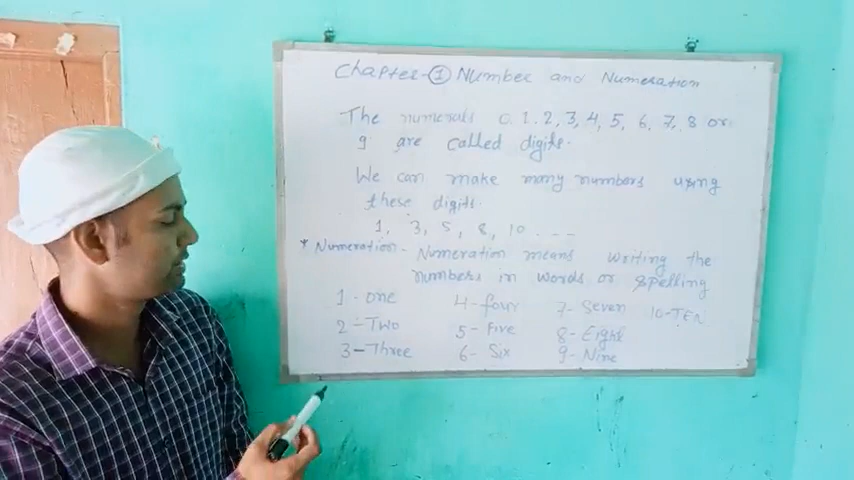 Chapter-① Number and Numeration
The numerals 0. 1. 2, 3, 4, 5, 6, 7, 8 or
9 are called digits.
We can make many numbers using
these digits.
1, 3, 5, 8, 10 - - -
* Numeration - Numeration means writing the
numbers in words or spelling
1 - one 4 - four 7 - Seven 10 - TEN
2 - Two 5 - Five 8 - Eight
3 - Three 6 - Six 9 - Nine